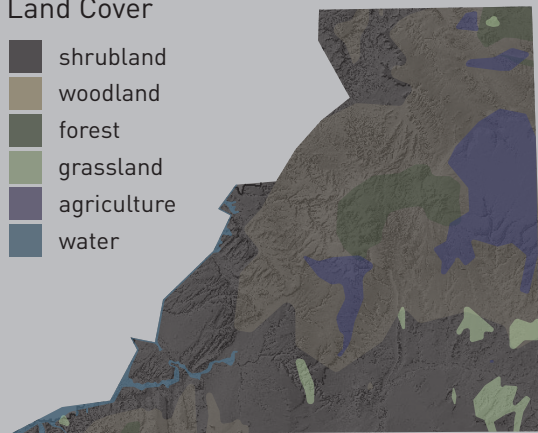 Land Cover
shrubland
woodland
forest
grassland
agriculture
water